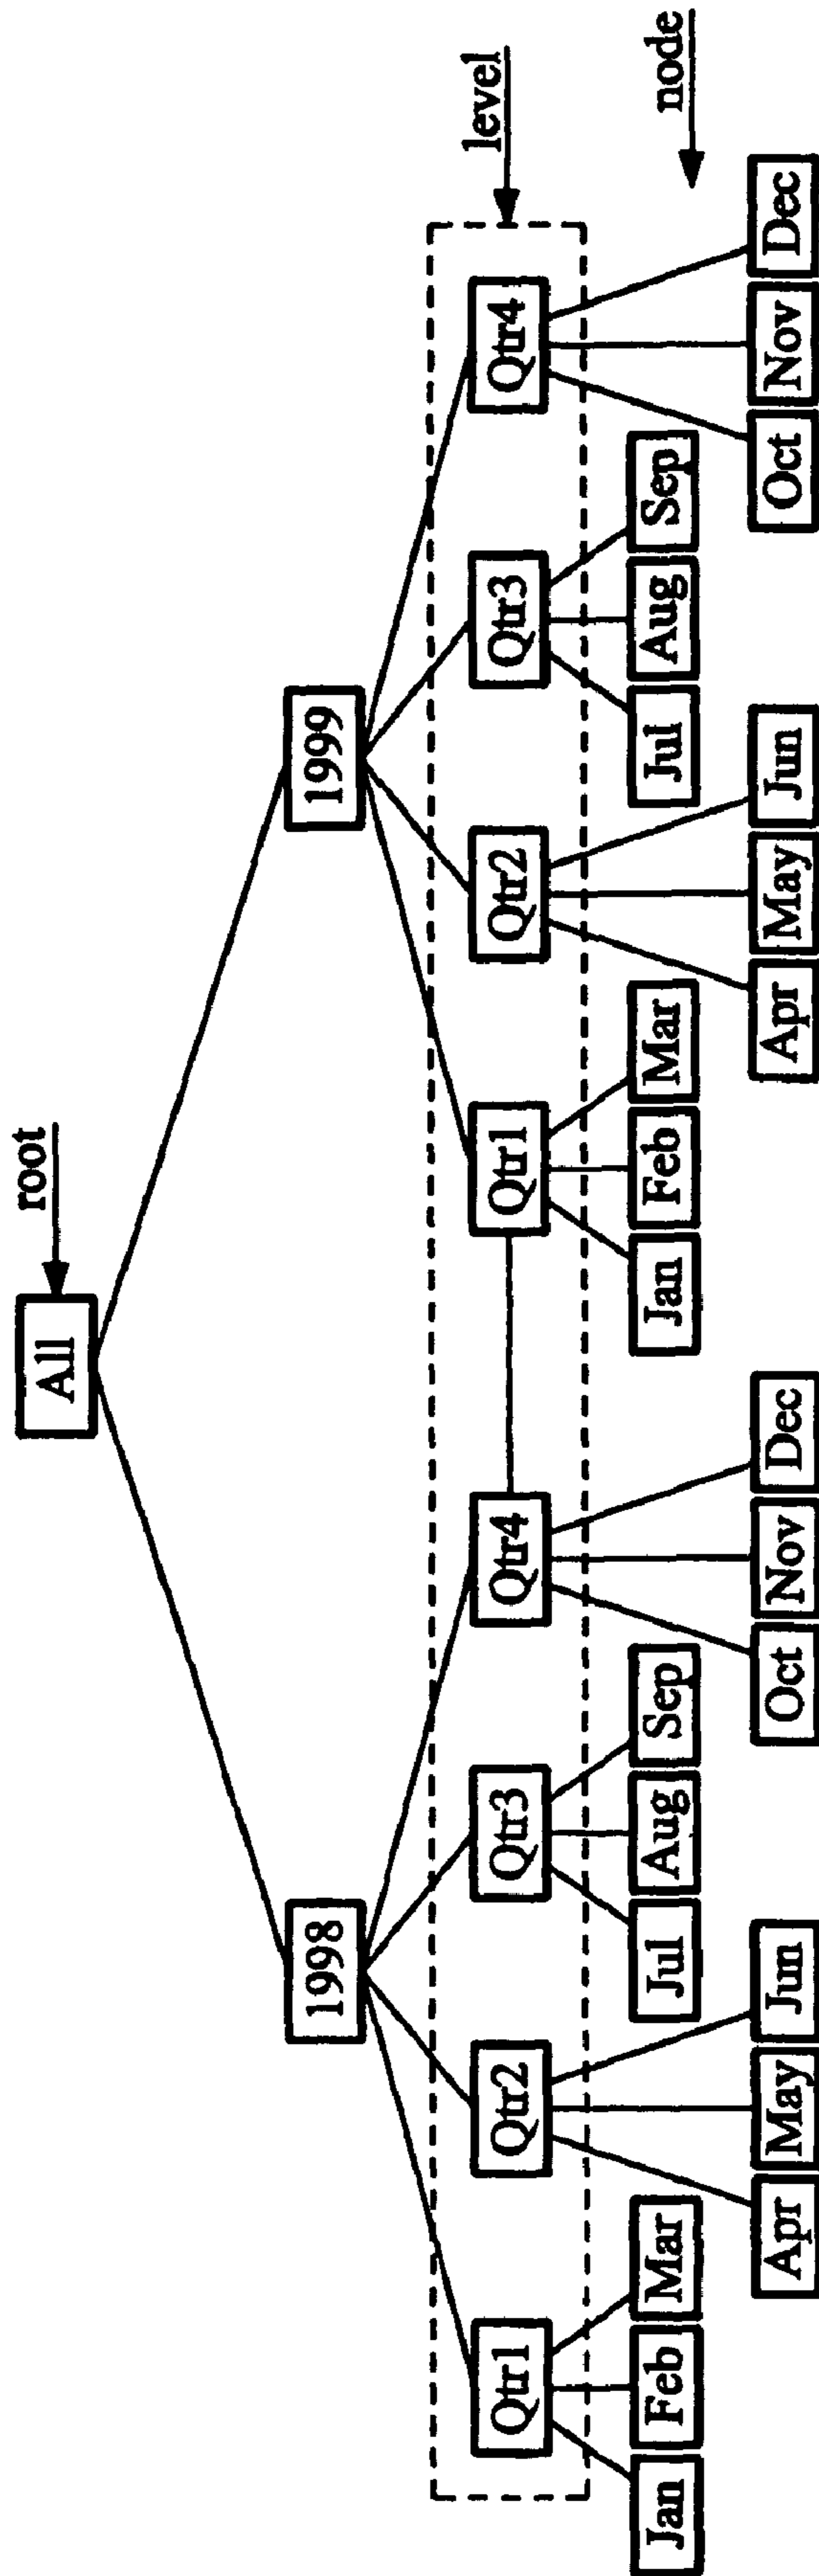 All
root
1998
1999
level
Qtr1 Qtr2 Qtr3 Qtr4 Qtr1 Qtr2 Qtr3 Qtr4
node
Jan Feb Mar Jul Aug Sep Jan Feb Mar Jul Aug Sep
Apr May Jun Oct Nov Dec Apr May Jun Oct Nov Dec